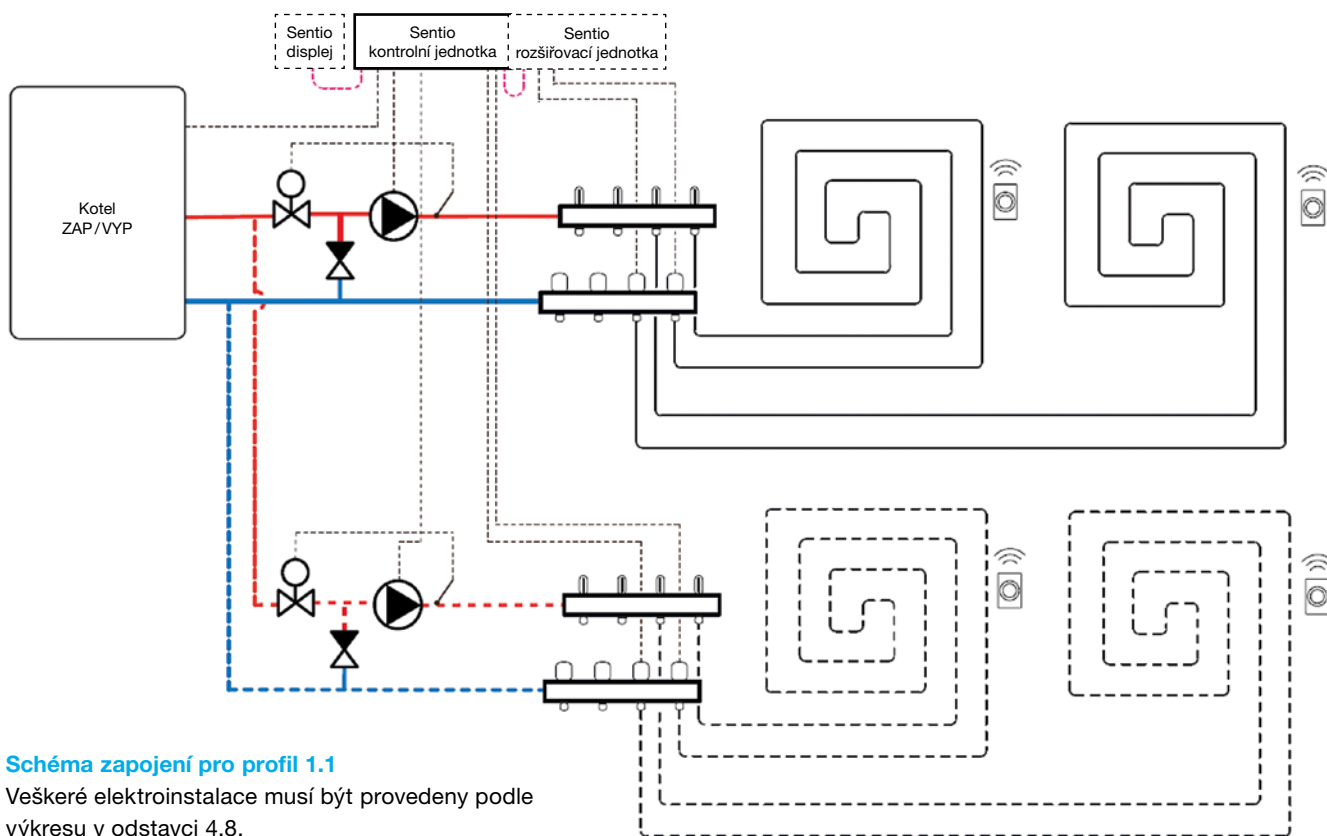 Sentio
displej
Sentio
kontrolní jednotka
Sentio
rozšiřovací jednotka
Kotel
ZAP / VYP
Schéma zapojení pro profil 1.1
Veškeré elektroinstalace musí být provedeny podle
výkresu v odstavci 4.8.